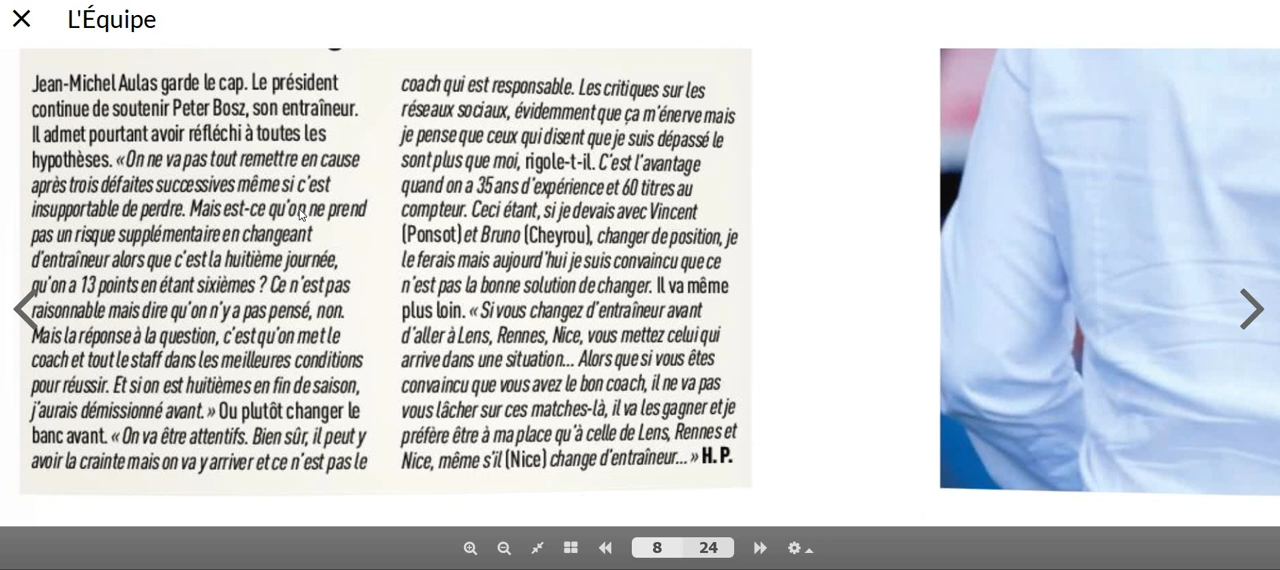 L'Équipe
Jean-Michel Aulas garde le cap. Le président
continue de soutenir Peter Bosz, son entraîneur.
Il admet pourtant avoir réfléchi à toutes les
hypothèses. «On ne va pas tout remettre en cause
après trois défaites successives même si c'est
insupportable de perdre. Mais est-ce qu'on ne prend
pas un risque supplémentaire en changeant
d'entraîneur alors que c'est la huitième journée,
qu'on a 13 points en étant sixièmes ? Ce n'est pas
raisonnable mais dire qu'on n'y a pas pensé, non.
Mais la réponse à la question, c'est qu'on met le
coach et tout le staff dans les meilleures conditions
pour réussir. Et si on est huitièmes en fin de saison,
j'aurais démissionné avant.» Ou plutôt changer le
banc avant. «On va être attentifs. Bien sûr, il peut y
avoir la crainte mais on va y arriver et ce n'est pas le
coach qui est responsable. Les critiques sur les
réseaux sociaux, évidemment que ça m'énerve mais
je pense que ceux qui disent que je suis dépassé le
sont plus que moi, rigole-t-il. C'est l'avantage
quand on a 35 ans d'expérience et 60 titres au
compteur. Ceci étant, si je devais avec Vincent
(Ponsot) et Bruno (Cheyrou), changer de position, je
le ferais mais aujourd'hui je suis convaincu que ce
n'est pas la bonne solution de changer. Il va même
plus loin. «Si vous changez d'entraîneur avant
d'aller à Lens, Rennes, Nice, vous mettez celui qui
arrive dans une situation... Alors que si vous êtes
convaincu que vous avez le bon coach, il ne va pas
vous lâcher sur ces matches-là, il va les gagner et je
préfère être à ma place qu'à celle de Lens, Rennes et
Nice, même s'il (Nice) change d'entraîneur...» H. P.
8 24